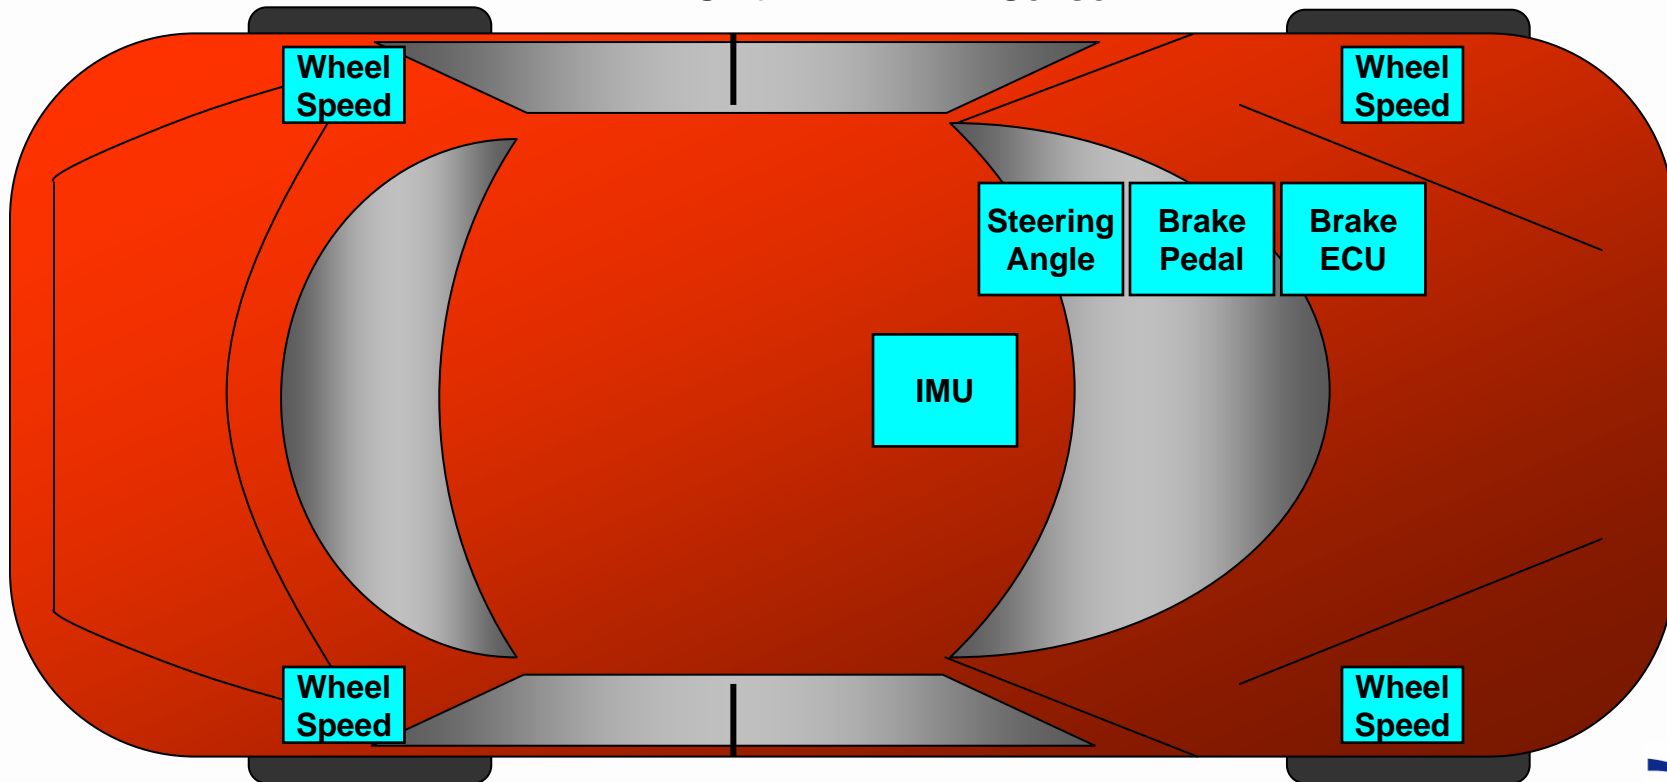 Wheel
Speed
Wheel
Speed
Steering
Angle
Brake
Pedal
Brake
ECU
IMU
Wheel
Speed
Wheel
Speed